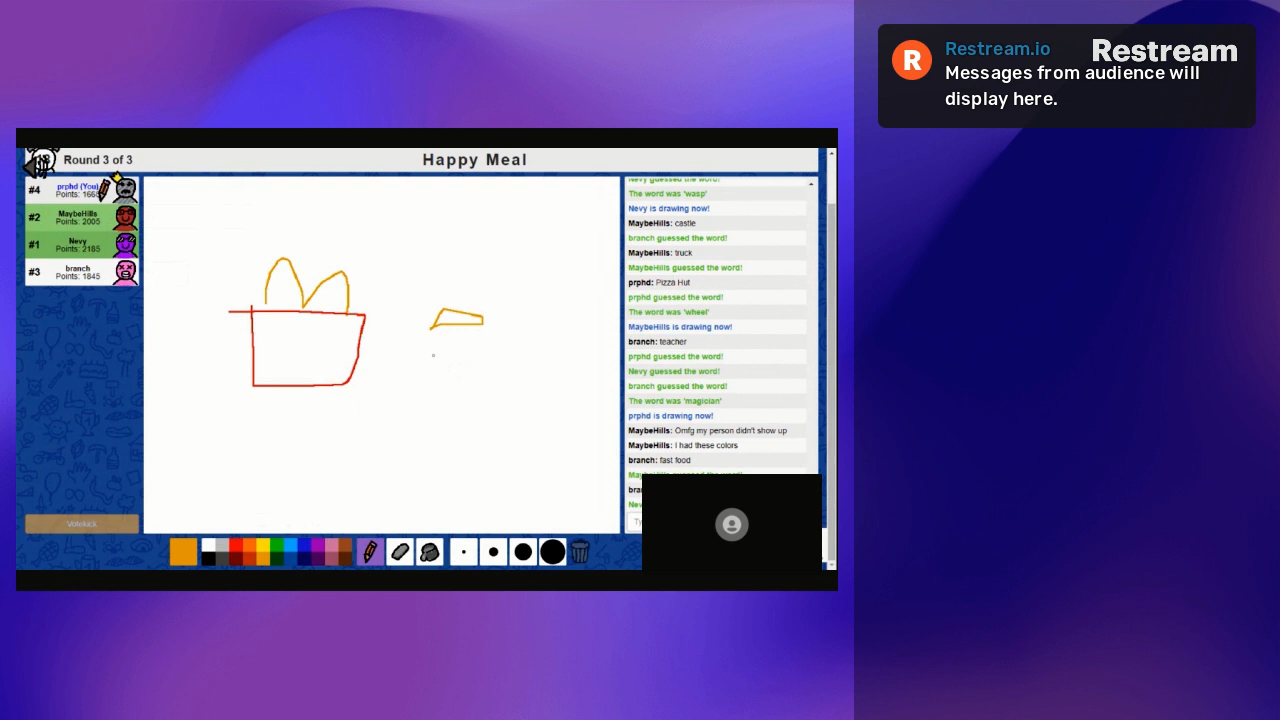 Restream.io
Restream
Messages from audience will
display here.
Round 3 of 3
Happy Meal
#4
prphd (You)
#2
MaybeHills
Points: 2005
#1
Nevy
Points: 2185
#3
branch
Points: 1845
Votekick
Nevy guessed the word!
The word was 'wasp'
Nevy is drawing now!
MaybeHills: castle
branch guessed the word!
MaybeHills: truck
MaybeHills guessed the word!
prphd: Pizza Hut
prphd guessed the word!
The word was 'wheel'
MaybeHills is drawing now!
branch: teacher
prphd guessed the word!
Nevy guessed the word!
branch guessed the word!
The word was 'magician'
prphd is drawing now!
MaybeHills: Omfg my person didn't show up
MaybeHills: I had these colors
branch: fast food